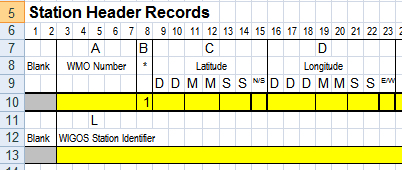 5 Station Header Records
6 1 2 3 4 5 6 7 8 9 10 11 12 13 14 15 16 17 18 19 20 21 22 23
7 A B C D
8 Blank WMO Number * Latitude Longitude
9 D D M M S S N/S D D D M M S S E/W
10 1
11 L
12 Blank WIGOS Station Identifier
13